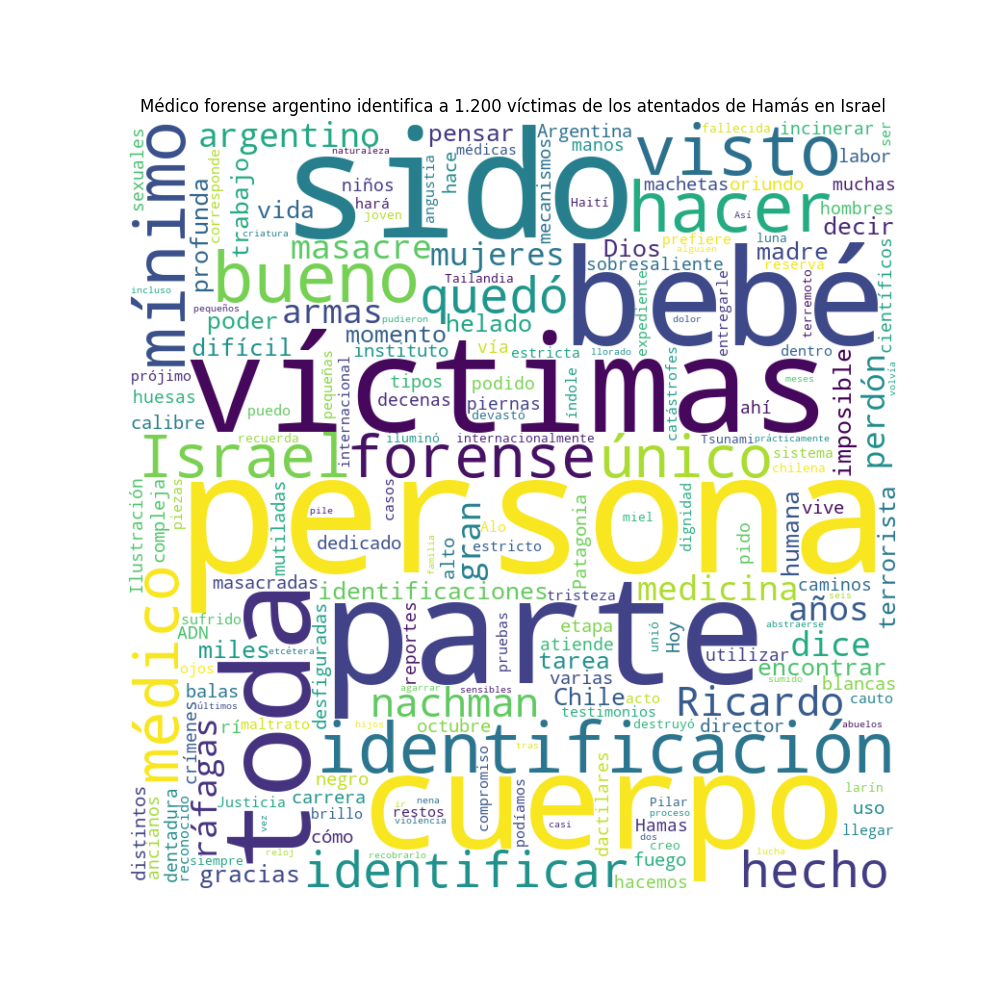 Médico forense argentino identifica a 1.200 víctimas de los atentados de Hamás en Israel
sexuales
mínimo
argentino
naturaleza
pensar
médicas
Argentina
manos
fallecida
incinerar
ser
sido
visto
labor
corresponde
profunda
trabajo
niños
hará
joven
vida
criatura
angustia
hace
mecanismos
Haití
machetas
oriundo
muchas
hacer
Así
hombres
decir
masacre
mujeres
Dios
prefiere
alguien
luna
madre
científicos
bueno
Tailandia
sobresaliente
reserva
incluso
pequeños
armas
quedó
bebé
expediente
dolor
entregarle
terremoto
poder
pudieron
helado
momento
difícil
instituto
vía
estricta
llorado
dentro
víctimas
prójimo
huesas
calibre
pequeñas
internacional
tipos
podido
decenas
piernas
devastó
índole
catástrofes
meses
volvía
ahí
imposible
perdón
puedo
recuerda
iluminó
internacionalmente
Tsunami
prácticamente
Israel
forense
único
sistema
chilena
persona
Ilustración
compleja
piezas
mutiladas
pile
casos
dedicado
familia
gran
alto
Alo
estricto
Patagonia
miel
dignidad
pido
humana
vive
terrorista
médico
masacradas
identificaciones
tristeza
medicina
caminos
seis
toda
parte
años
abstraerse
sufrido
ADN
miles
etcétera
desfiguradas
reportes
pruebas
etapa
atiende
tarea
varias
unió
Hoy
utilizar
dice
encontrar
ojos
balas
últimos
agarrar
sensibles
sumido
blancas
nachman
Chile
acto
Ricardo
cauto
rí
maltrato
hijos
octubre
testimonios
destruyó
director
abuelos
crímenes
ráfagas
identificación
tras
negro
compromiso
cuerpo
larín
distintos
ancianos
dentadura
reconocido
Justicia
carrera
brillo
ir
nena
restos
violencia
podíamos
dactilares
Pilar
proceso
uso
vez
cómo
casi
Hamas
dos
llegar
creo
siempre
reloj
recobrarlo
fuego
lucha
gracias
identificar
hacemos
hecho